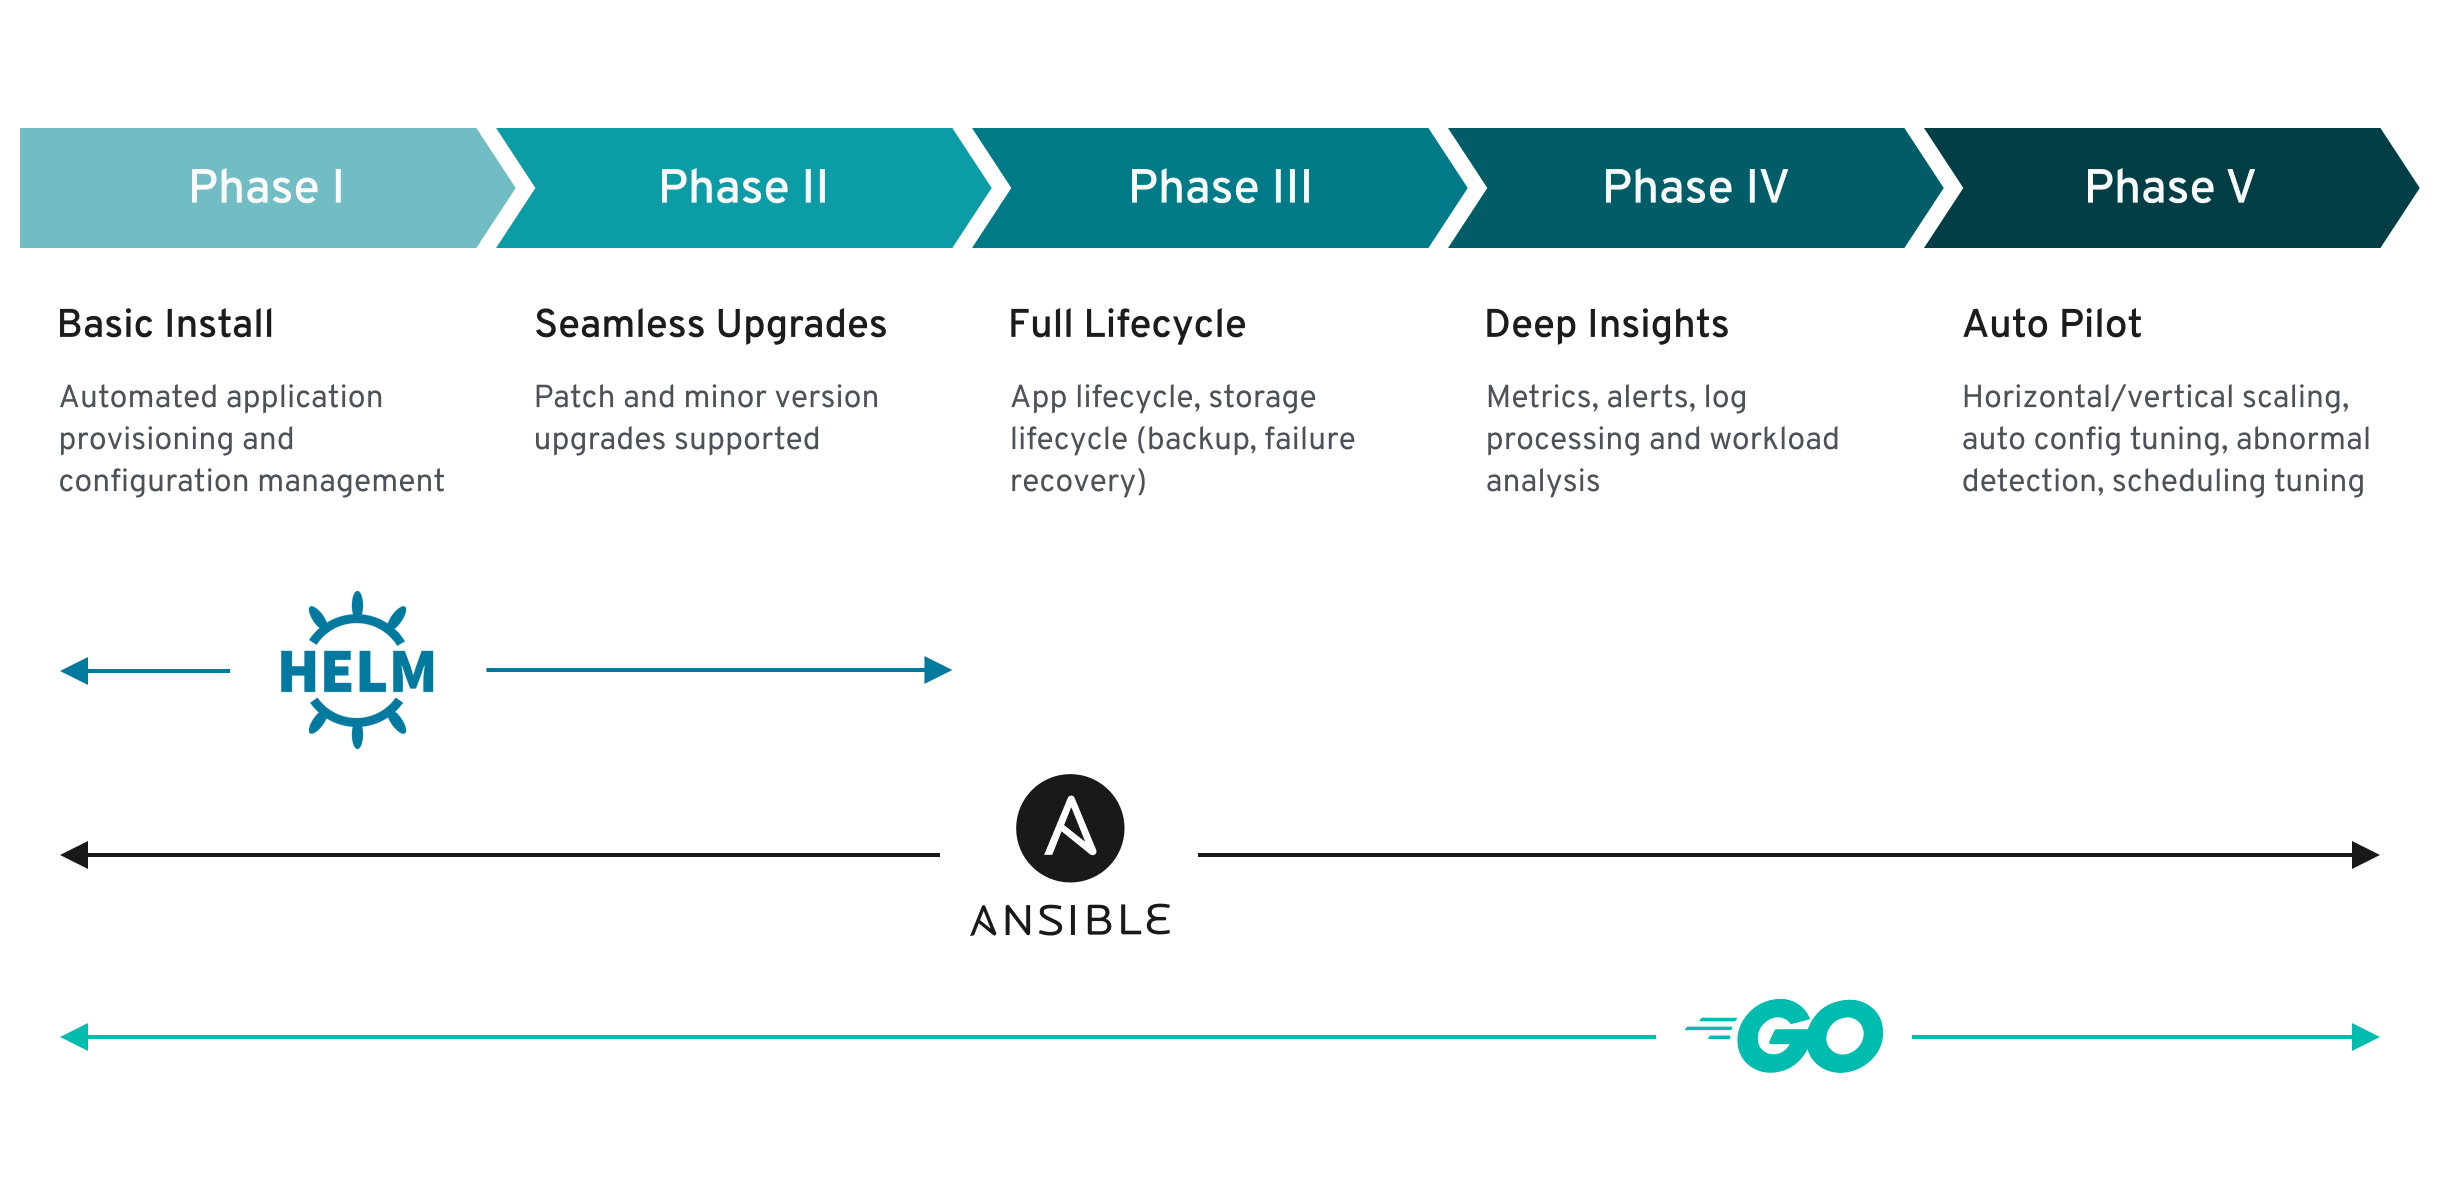 Phase I
Phase II
Phase III
Phase IV
Phase V
Basic Install
Automated application
provisioning and
configuration management
Seamless Upgrades
Patch and minor version
upgrades supported
Full Lifecycle
App lifecycle, storage
lifecycle (backup, failure
recovery)
Deep Insights
Metrics, alerts, log
processing and workload
analysis
Auto Pilot
Horizontal/vertical scaling,
auto config tuning, abnormal
detection, scheduling tuning
HELM
ANSIBLE
GO